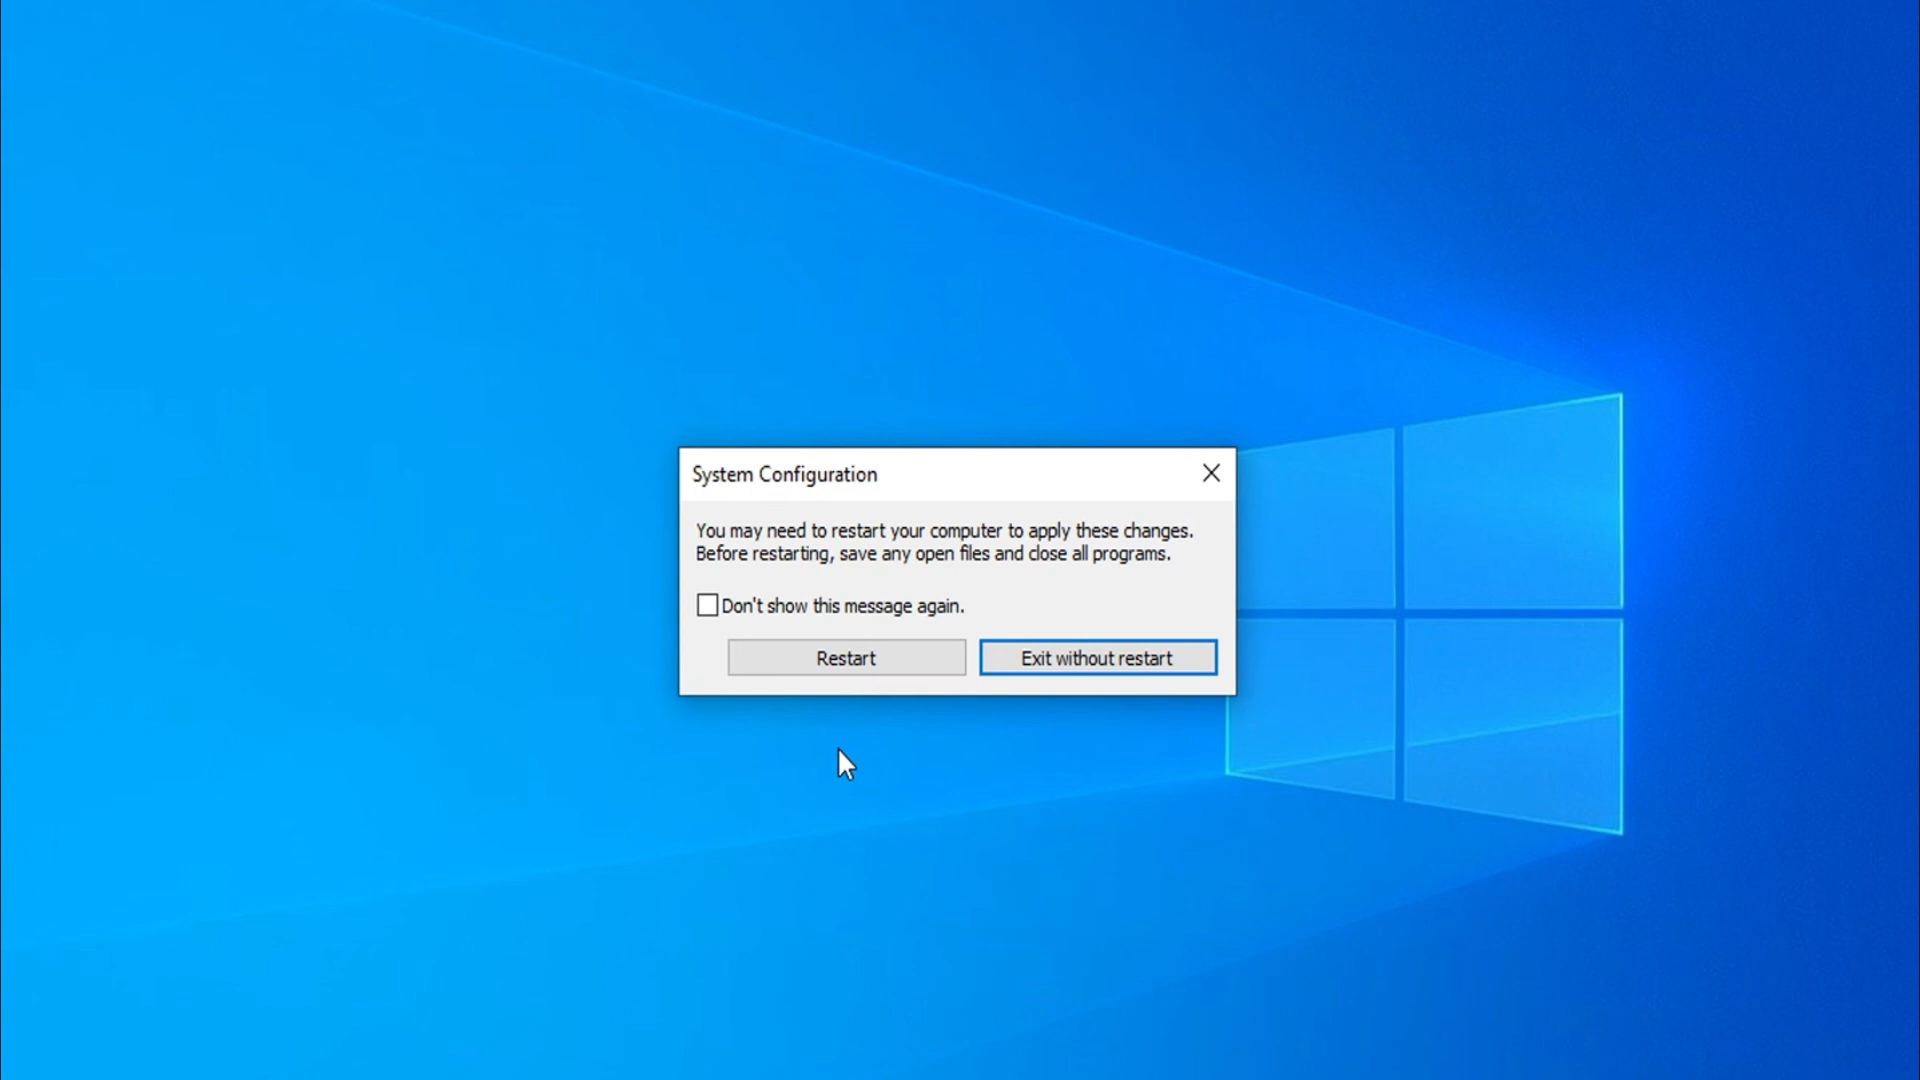 System Configuration
You may need to restart your computer to apply these changes.
Before restarting, save any open files and close all programs.
Don't show this message again.
Restart
Exit without restart